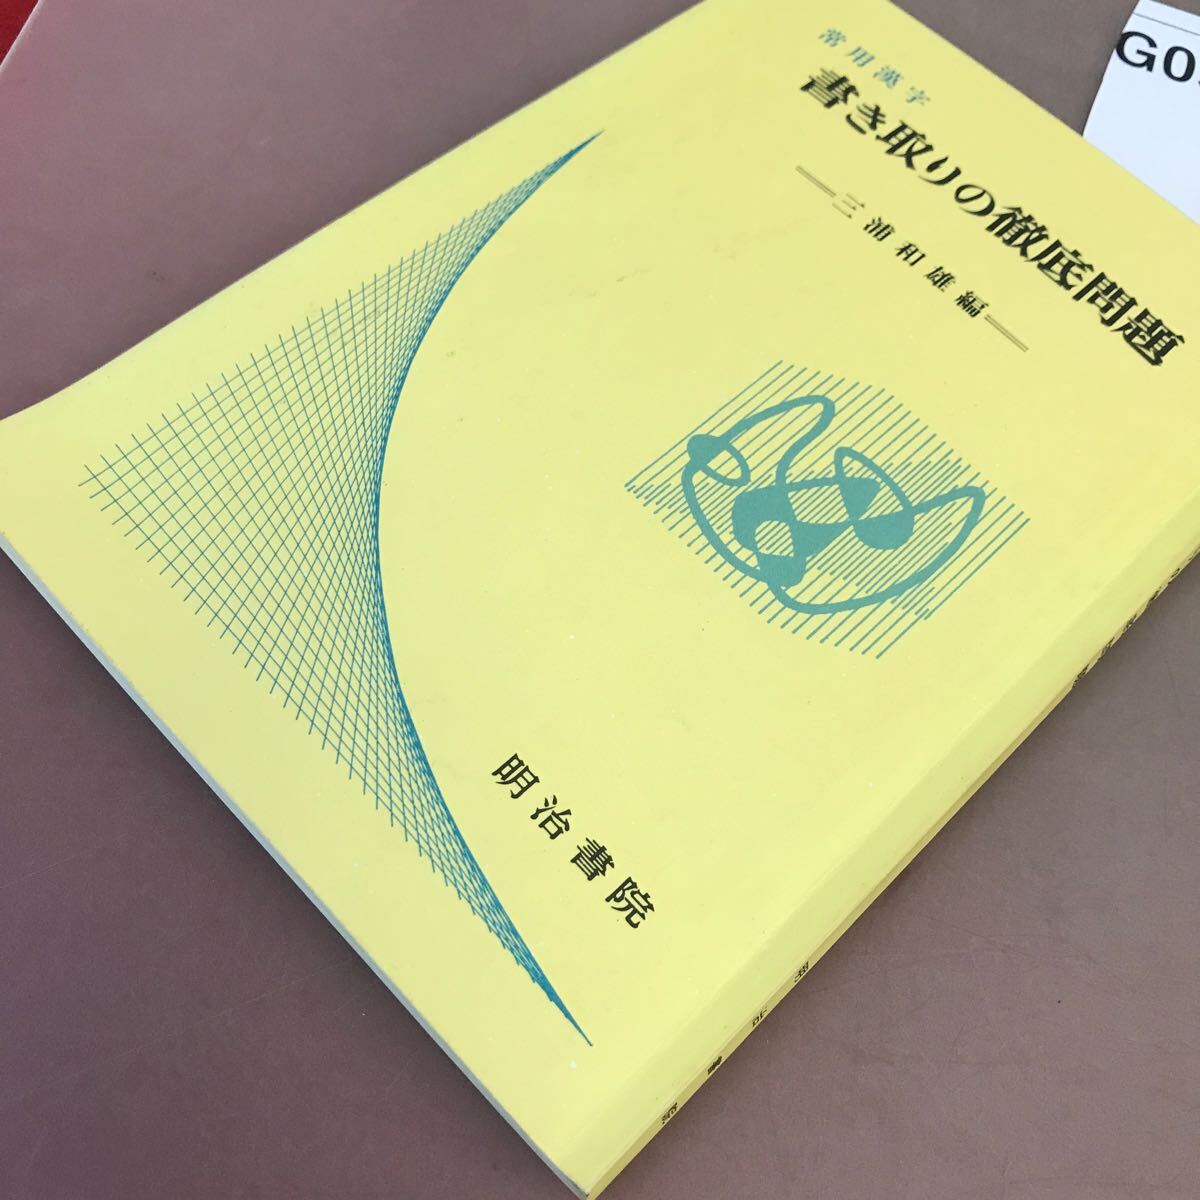 常用漢字
書き取りの徹底問題
三浦和雄編
明治書院
G0